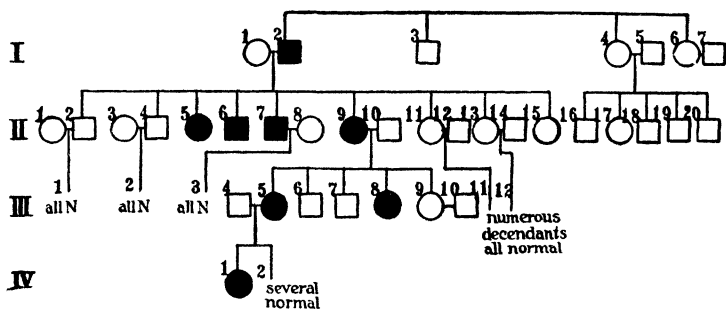 I 1 2 3 4 5 6 7
II 1 2 3 4 5 6 7 8 9 10 11 12 13 14 15 16 17 18 19 20
1 2 3 4 5 6 7 8 9 10 11 12
III all N all N all N
numerous
decendants
all normal
IV 1 2
several
normal